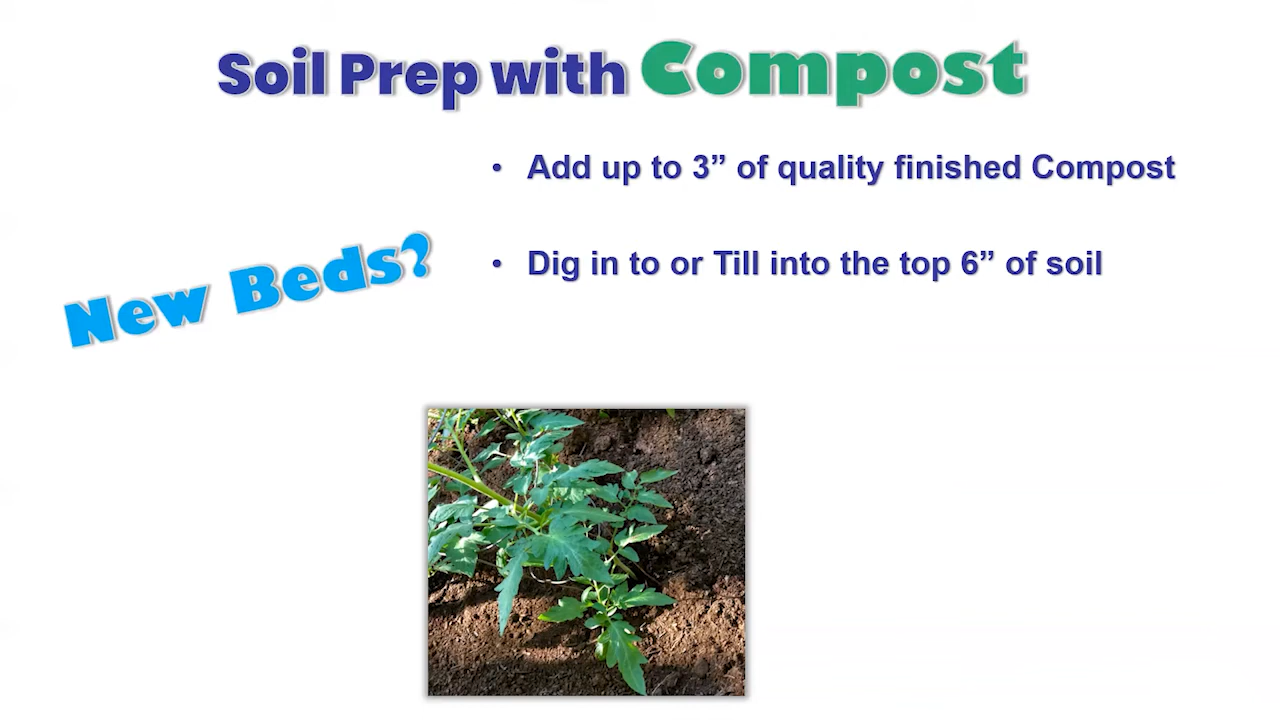 Soil Prep with Compost
• Add up to 3” of quality finished Compost
New Beds?
• Dig in to or Till into the top 6” of soil